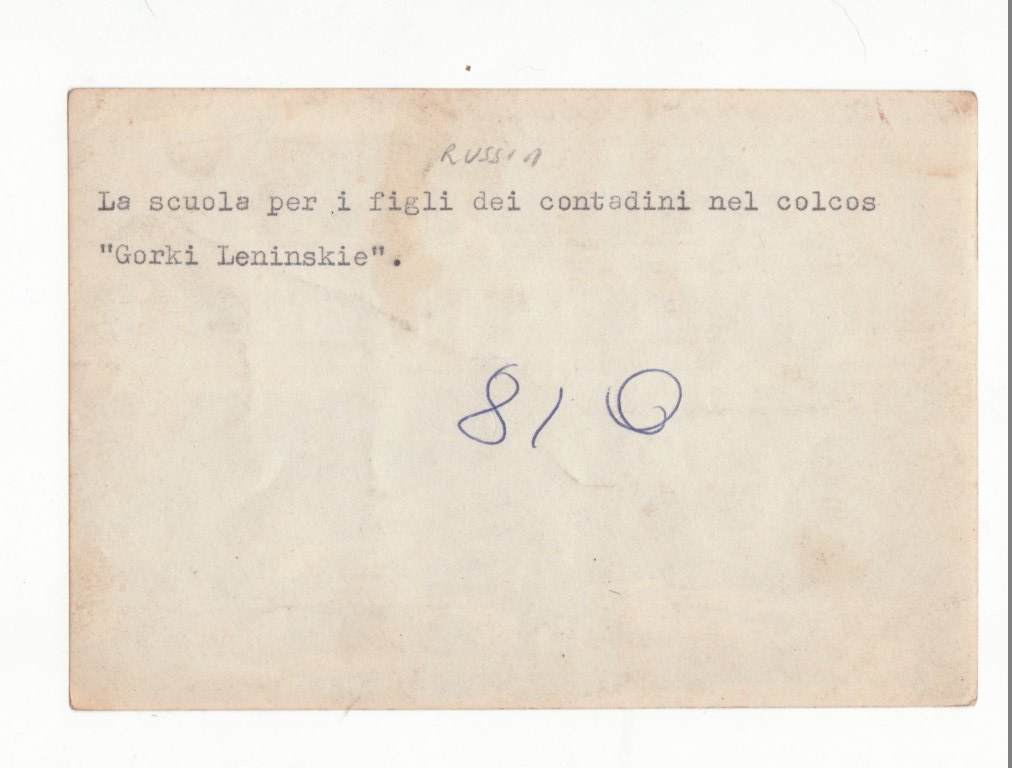 RUSSIA
La scuola per i figli dei contadini nel colcos
"Gorki Leninskie".
810